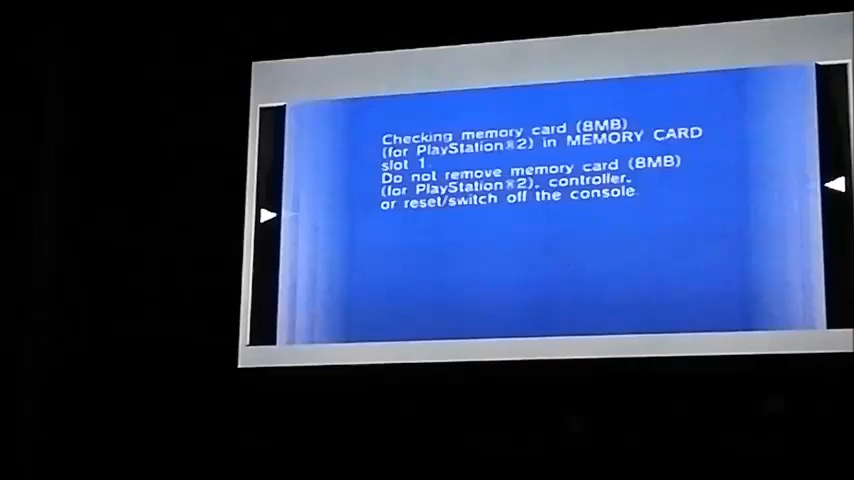 Checking memory card (8MB)
(for PlayStation®2) in MEMORY CARD
slot 1.
Do not remove memory card (8MB)
(for PlayStation®2), controller,
or reset/switch off the console.